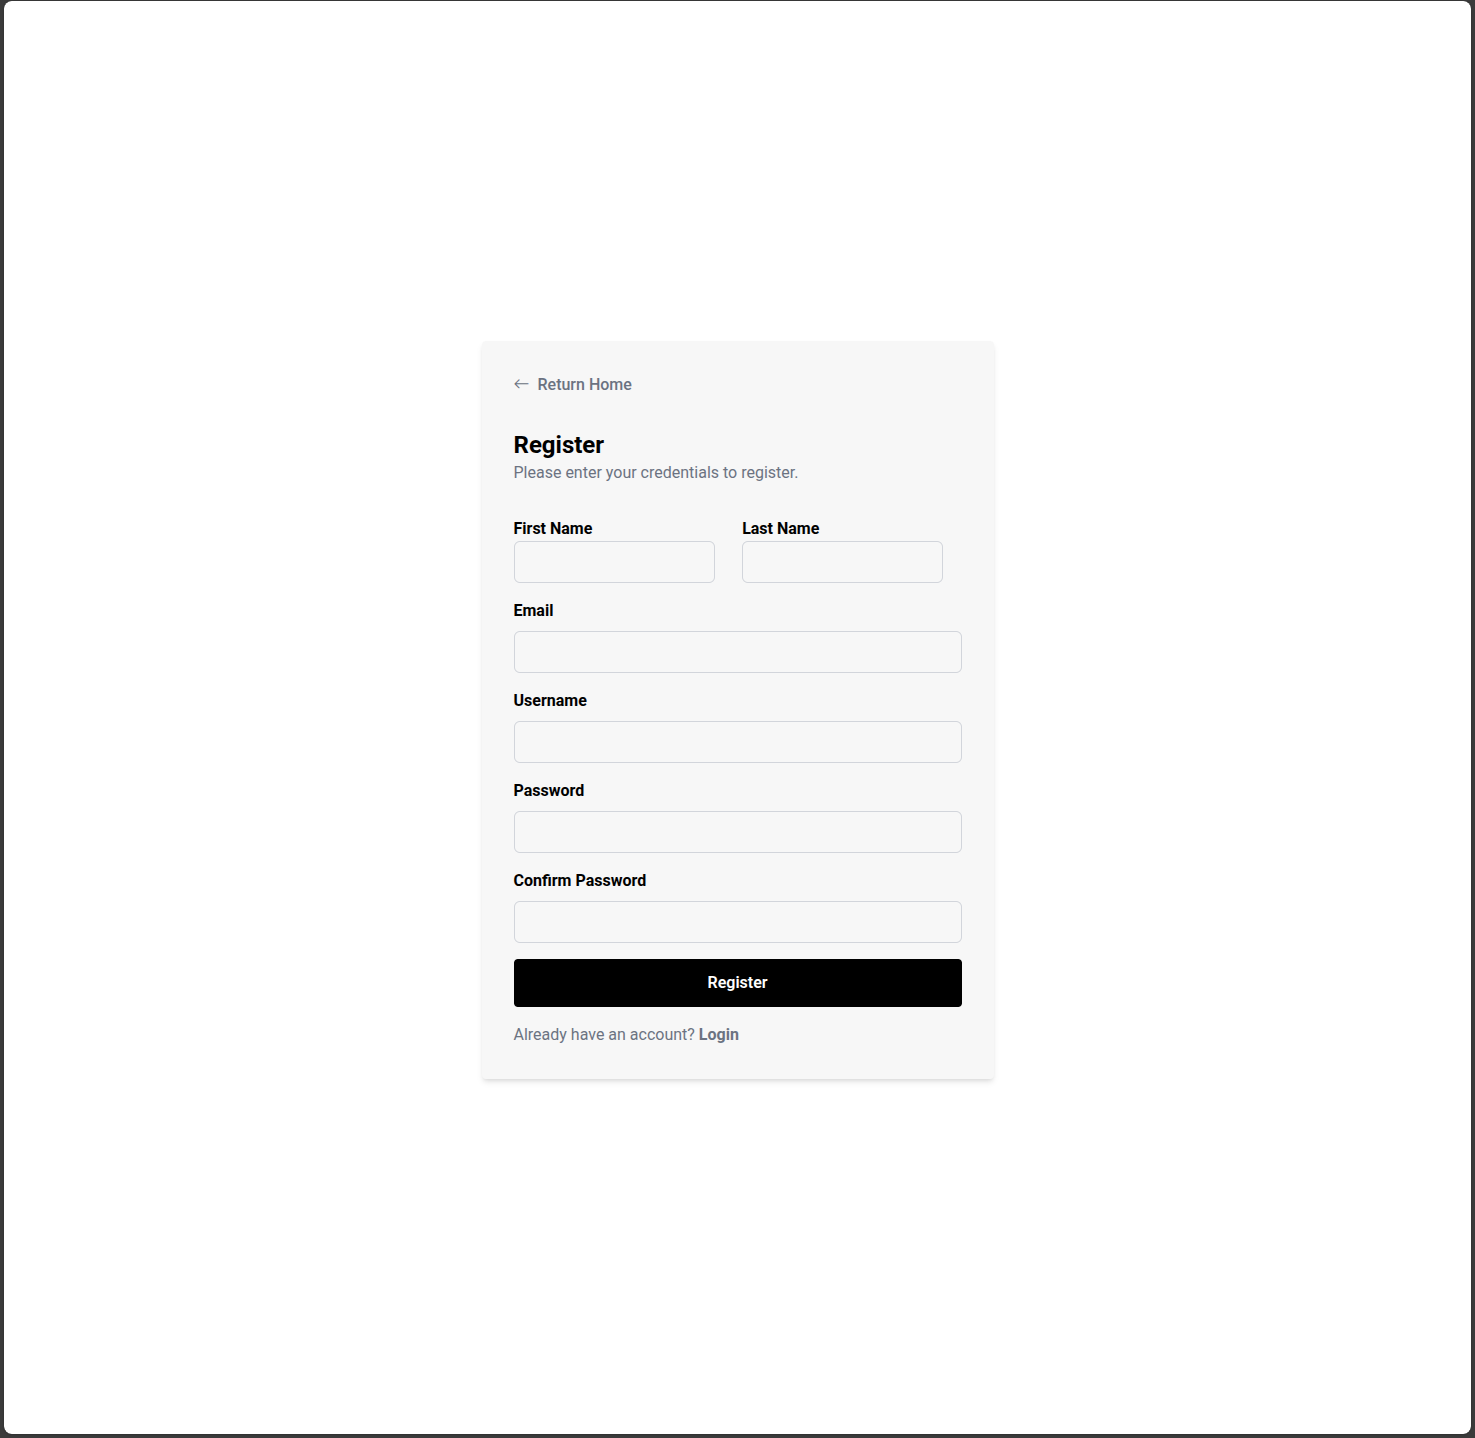 ← Return Home
Register
Please enter your credentials to register.
First Name Last Name
Email
Username
Password
Confirm Password
Register
Already have an account? Login